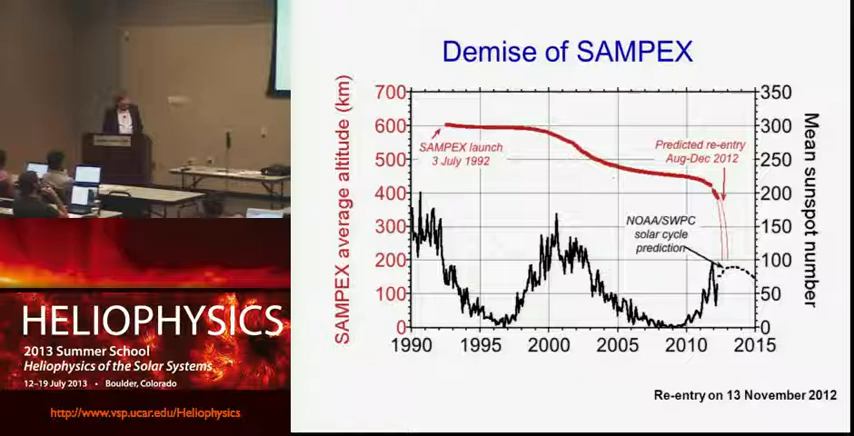 Demise of SAMPEX
SAMPEX average altitude (km)
700
600
500
400
300
200
100
0
SAMPEX launch
3 July 1992
Predicted re-entry
Aug-Dec 2012
NOAA/SWPC
solar cycle
prediction
350
300
250
200
150
100
50
0
Mean sunspot number
1990
1995
2000
2005
2010
2015
Re-entry on 13 November 2012
HELIOPHYSICS
2013 Summer School
Heliophysics of the Solar Systems
12–19 July 2013 • Boulder, Colorado
http://www.vsp.ucar.edu/Heliophysics